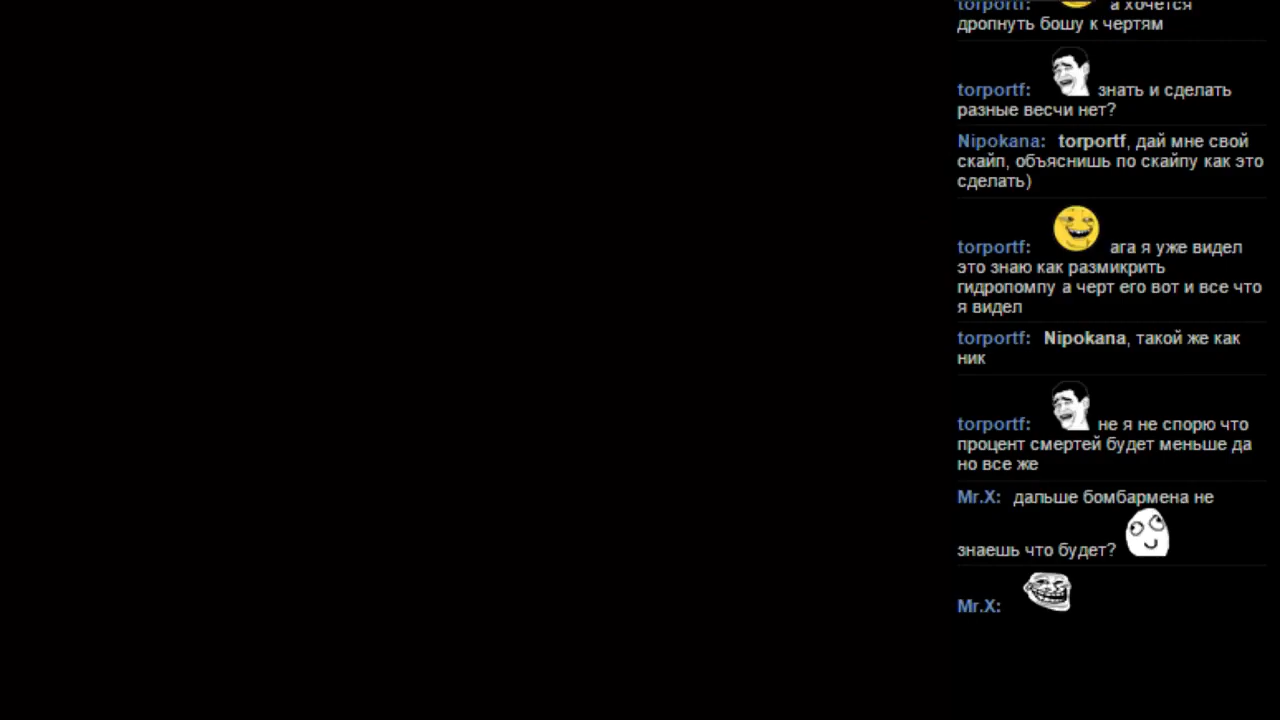 torportf: а хочется
дропнуть бошу к чертям
torportf: знать и сделать
разные весчи нет?
Nipokana: torportf, дай мне свой
скайп, объяснишь по скайпу как это
сделать)
torportf: ага я уже видел
это знаю как размикрить
гидропомпу а черт его вот и все что
я видел
torportf: Nipokana, такой же как
ник
torportf: не я не спорю что
процент смертей будет меньше да
но все же
Mr.X: дальше бомбармена не
знаешь что будет?
Mr.X: